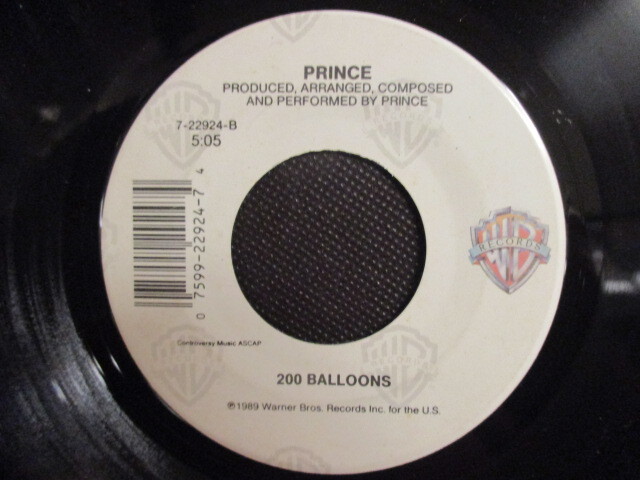 PRINCE
PRODUCED, ARRANGED, COMPOSED
AND PERFORMED BY PRINCE
7-22924-B
5:05
0 7599-22924-7 4
RECORDS
Controversy Music ASCAP
200 BALLOONS
℗1989 Warner Bros. Records Inc. for the U.S.